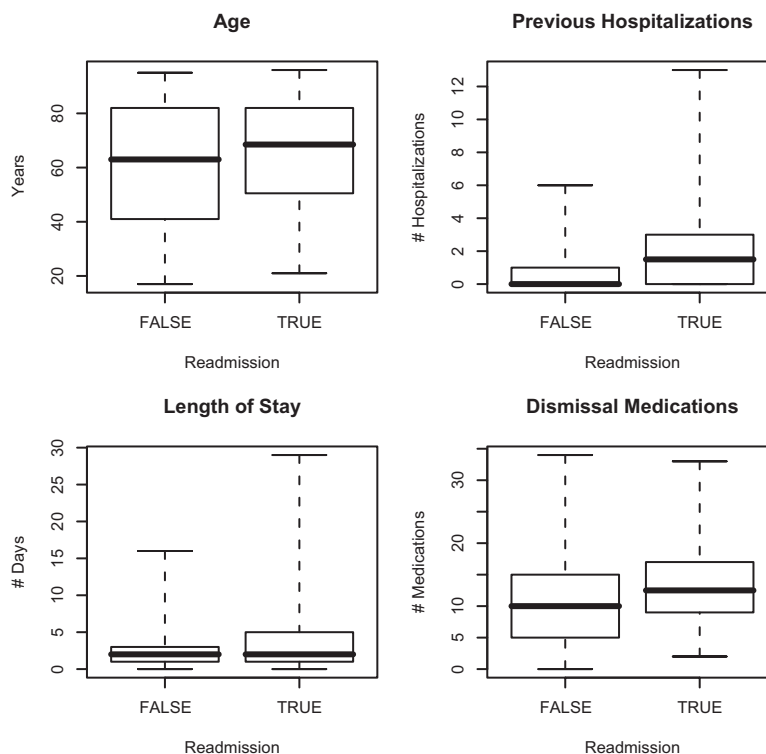 Age
Years
20
40
60
80
FALSE
TRUE
Readmission
Previous Hospitalizations
# Hospitalizations
0
2
4
6
8
10
12
FALSE
TRUE
Readmission
Length of Stay
# Days
0
5
10
15
20
25
30
FALSE
TRUE
Readmission
Dismissal Medications
# Medications
0
5
10
20
30
FALSE
TRUE
Readmission